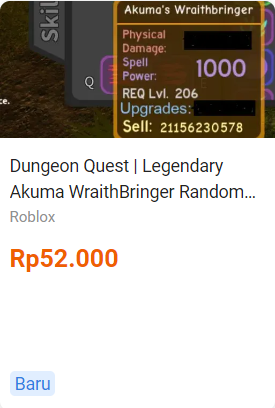 Skil
Akuma's Wraithbringer
Physical
Damage:
Spell
Power:
1000
Q
REQ Lvl. 206
ce.
Upgrades:
Sell: 21156230578
Dungeon Quest | Legendary
Akuma WraithBringer Random...
Roblox
Rp52.000
Baru